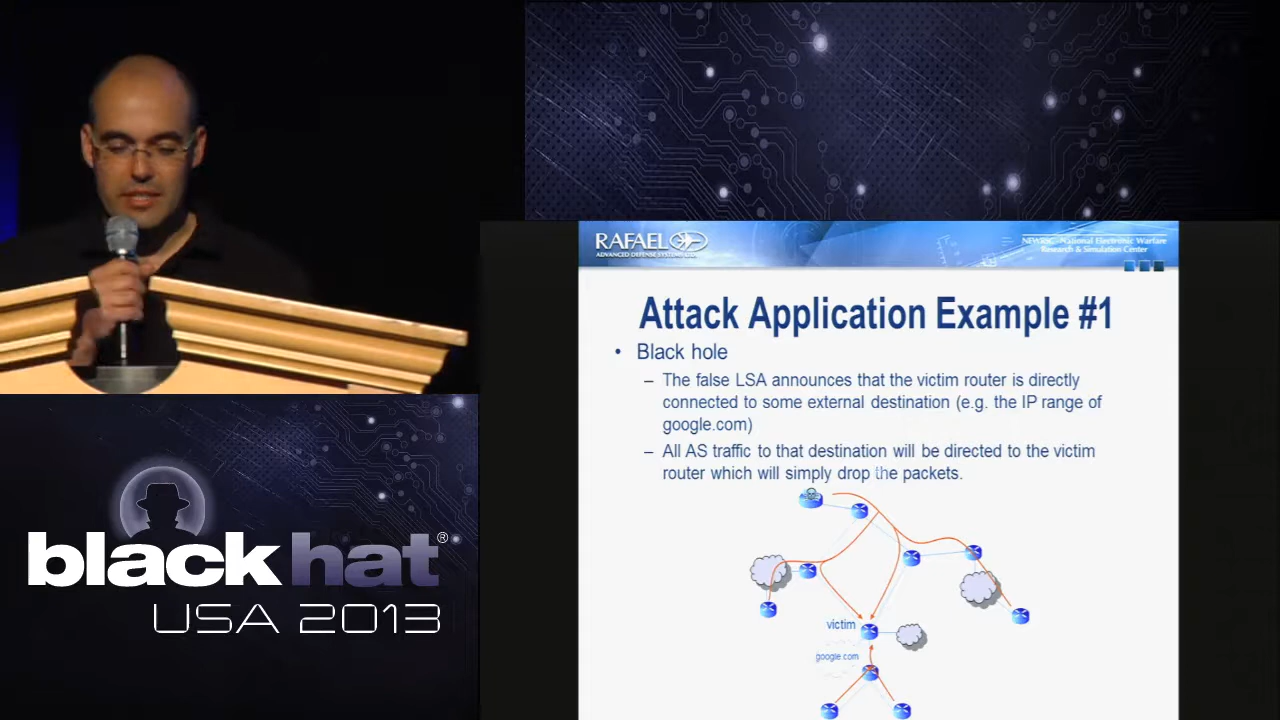 RAFAEL
ADVANCED DEFENSE SYSTEMS LTD.
NEWRSC - National Electronic Warfare
Research & Simulation Center
Attack Application Example #1
• Black hole
– The false LSA announces that the victim router is directly
connected to some external destination (e.g. the IP range of
google.com)
– All AS traffic to that destination will be directed to the victim
router which will simply drop the packets.
victim
google.com
blackhat®
USA 2013